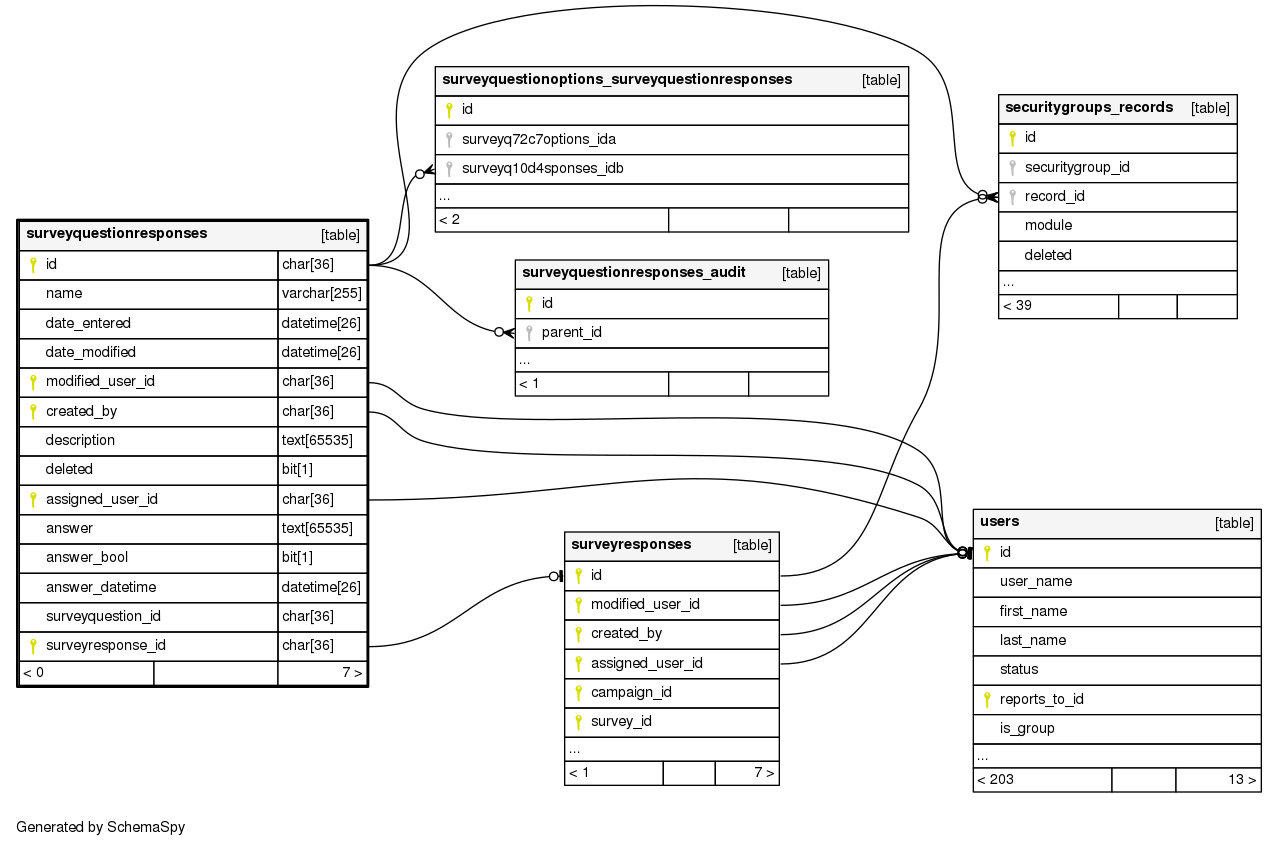 surveyquestionoptions_surveyquestionresponses [table]
id
surveyq72c7options_ida
surveyq10d4sponses_idb
...
< 2
securitygroups_records [table]
id
securitygroup_id
record_id
module
deleted
...
< 39
surveyquestionresponses [table]
id char[36]
name varchar[255]
date_entered datetime[26]
date_modified datetime[26]
modified_user_id char[36]
created_by char[36]
description text[65535]
deleted bit[1]
assigned_user_id char[36]
answer text[65535]
answer_bool bit[1]
answer_datetime datetime[26]
surveyquestion_id char[36]
surveyresponse_id char[36]
< 0 7 >
surveyquestionresponses_audit [table]
id
parent_id
...
< 1
surveyresponses [table]
id
modified_user_id
created_by
assigned_user_id
campaign_id
survey_id
...
< 1 7 >
users [table]
id
user_name
first_name
last_name
status
reports_to_id
is_group
...
< 203 13 >
Generated by SchemaSpy